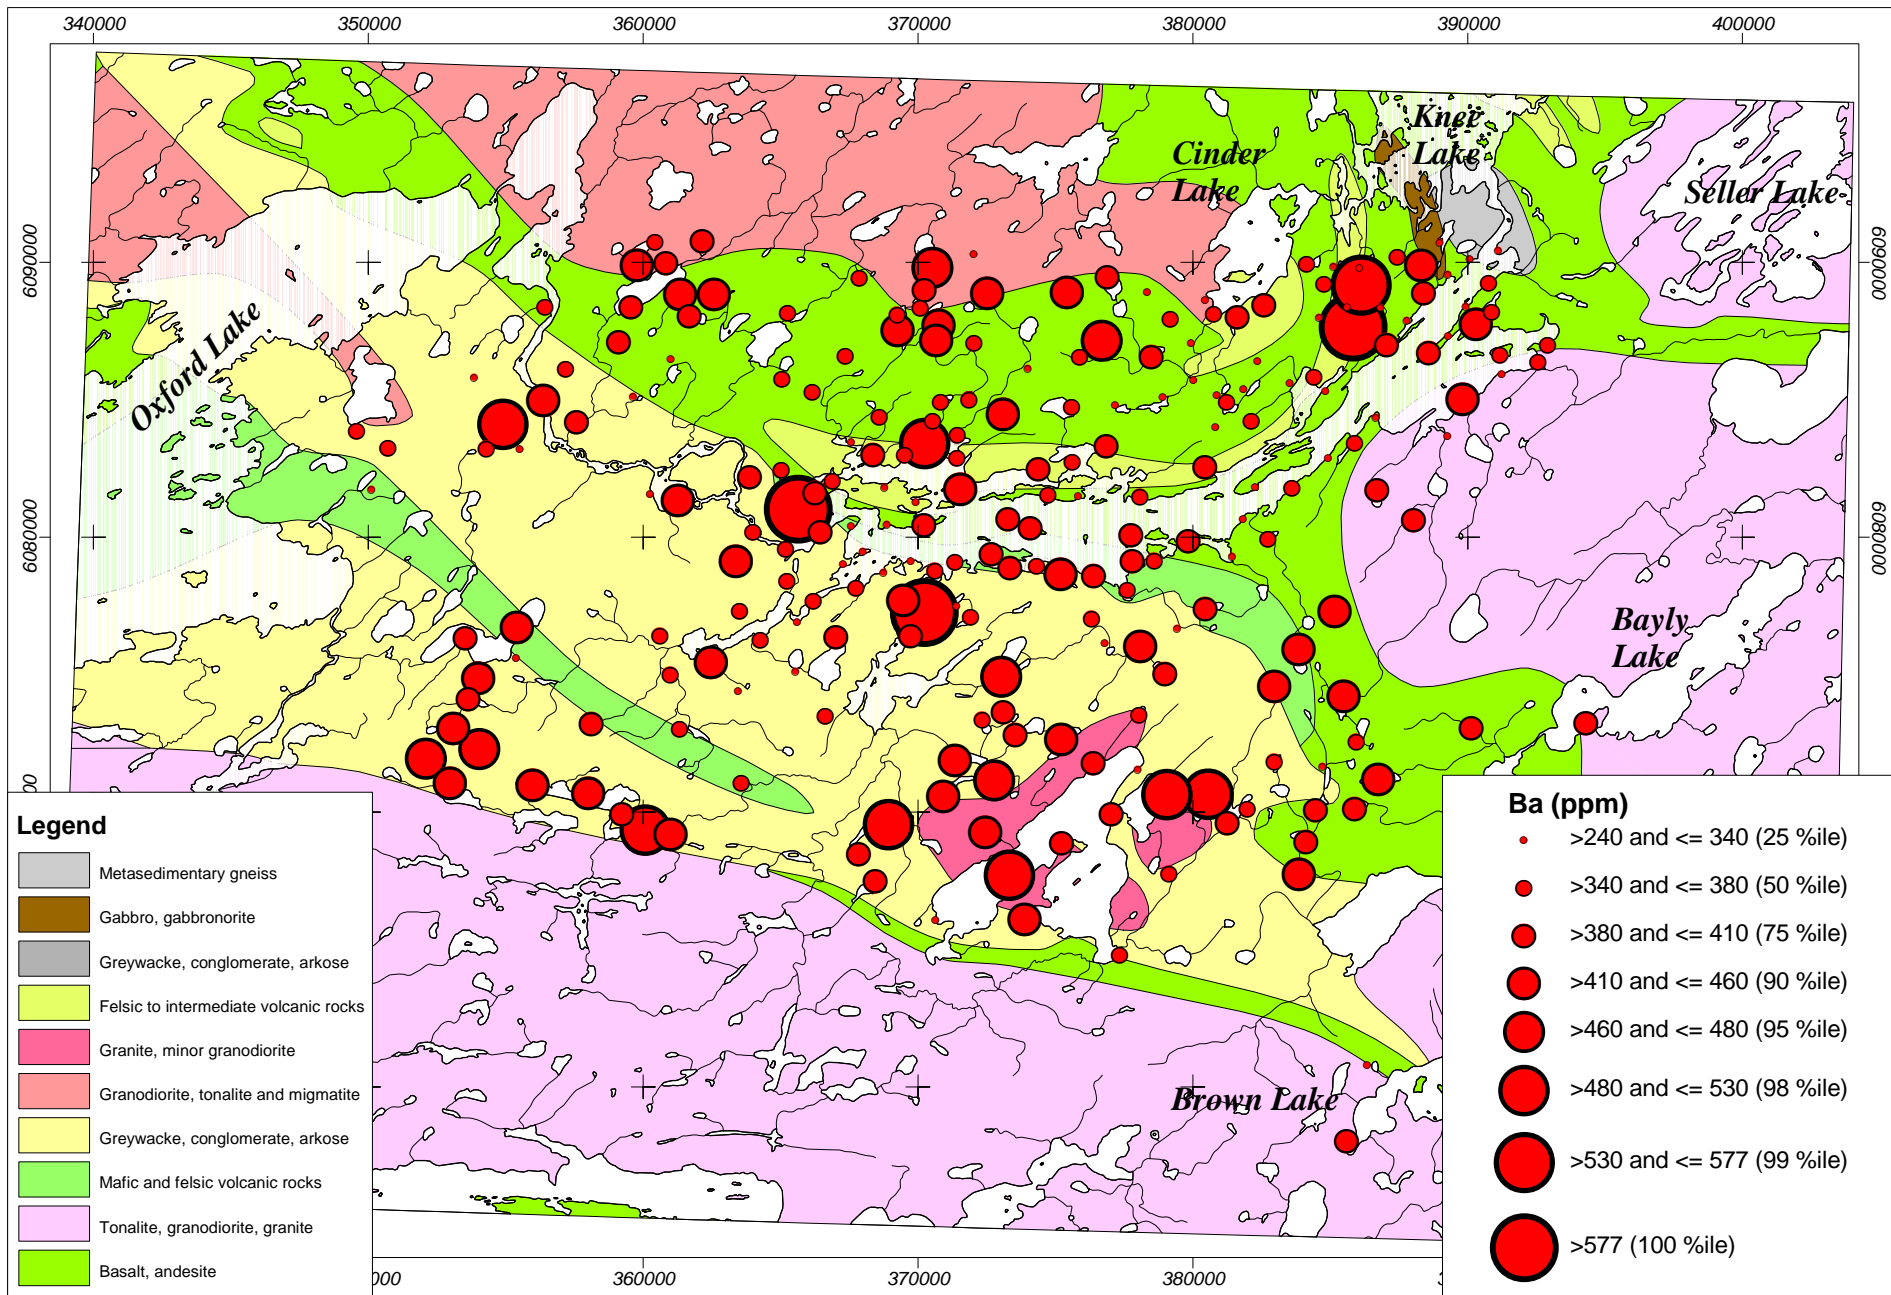 340000
350000
360000
370000
380000
390000
400000
6090000
6090000
Knee
Lake
Cinder
Lake
Seller Lake
Oxford Lake
6080000
6080000
Bayly
Lake
Brown Lake
Legend
Metasedimentary gneiss
Gabbro, gabbronorite
Greywacke, conglomerate, arkose
Felsic to intermediate volcanic rocks
Granite, minor granodiorite
Granodiorite, tonalite and migmatite
Greywacke, conglomerate, arkose
Mafic and felsic volcanic rocks
Tonalite, granodiorite, granite
Basalt, andesite
Ba (ppm)
>240 and <= 340 (25 %ile)
>340 and <= 380 (50 %ile)
>380 and <= 410 (75 %ile)
>410 and <= 460 (90 %ile)
>460 and <= 480 (95 %ile)
>480 and <= 530 (98 %ile)
>530 and <= 577 (99 %ile)
>577 (100 %ile)
360000
370000
380000